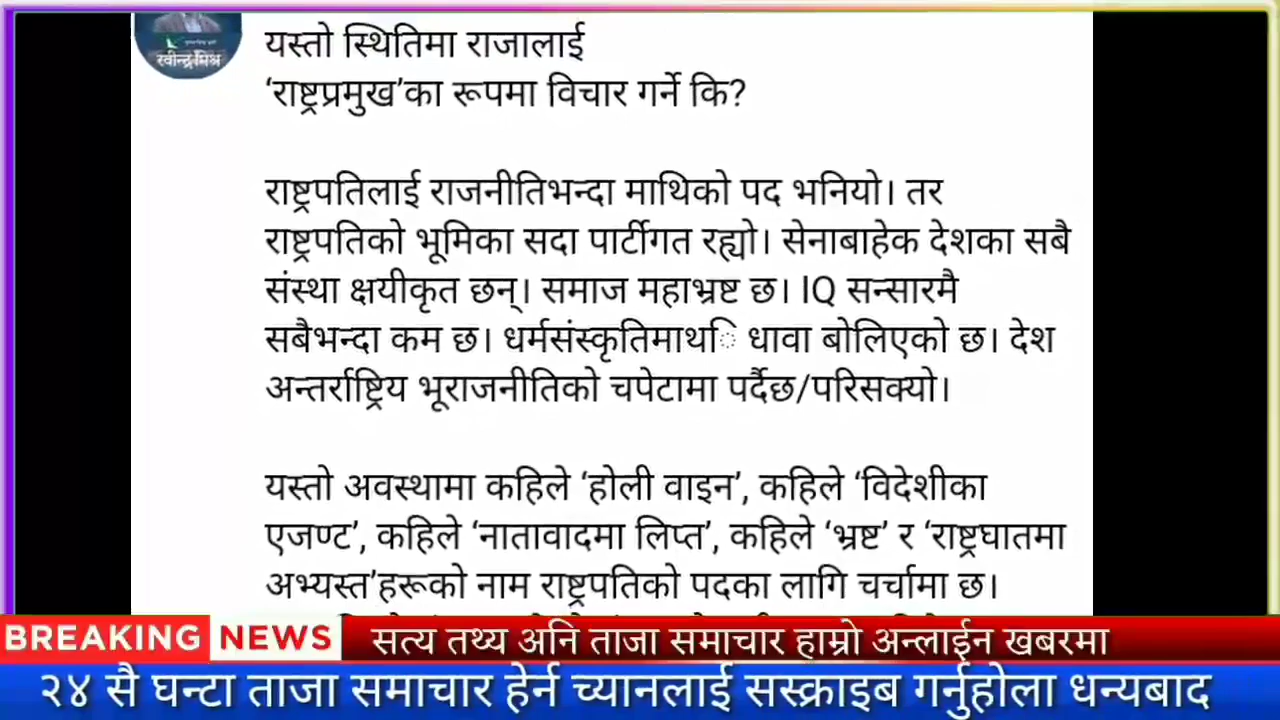 रवीन्द्र मिश्र
यस्तो स्थितिमा राजालाई
‘राष्ट्रप्रमुख’का रूपमा विचार गर्ने कि?
राष्ट्रपतिलाई राजनीतिभन्दा माथिको पद भनियो। तर
राष्ट्रपतिको भूमिका सदा पार्टीगत रह्यो। सेनाबाहेक देशका सबै
संस्था क्षयीकृत छन्। समाज महाभ्रष्ट छ। IQ सन्सारमै
सबैभन्दा कम छ। धर्मसंस्कृतिमाथि धावा बोलिएको छ। देश
अन्तर्राष्ट्रिय भूराजनीतिको चपेटामा पर्दैछ/परिसक्यो।
यस्तो अवस्थामा कहिले ‘होली वाइन’, कहिले ‘विदेशीका
एजण्ट’, कहिले ‘नातावादमा लिप्त’, कहिले ‘भ्रष्ट’ र ‘राष्ट्रघातमा
अभ्यस्त’हरूको नाम राष्ट्रपतिको पदका लागि चर्चामा छ।
BREAKING NEWS सत्य तथ्य अनि ताजा समाचार हाम्रो अन्लाईन खबरमा
२४ सै घन्टा ताजा समाचार हेर्न च्यानलाई सस्क्राइब गर्नुहोला धन्यबाद